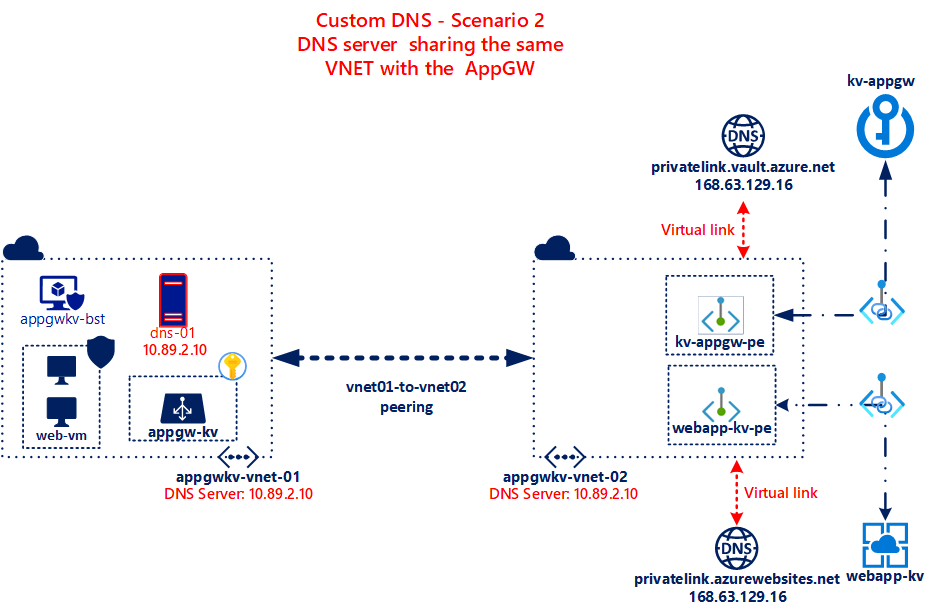 Custom DNS - Scenario 2
DNS server sharing the same
VNET with the AppGW
kv-appgw
DNS
privatelink.vault.azure.net
168.63.129.16
Virtual link
appgwkv-bst
dns-01
10.89.2.10
web-vm
appgw-kv
appgwkv-vnet-01
DNS Server: 10.89.2.10
vnet01-to-vnet02
peering
kv-appgw-pe
webapp-kv-pe
appgwkv-vnet-02
DNS Server: 10.89.2.10
Virtual link
DNS
privatelink.azurewebsites.net
168.63.129.16
webapp-kv